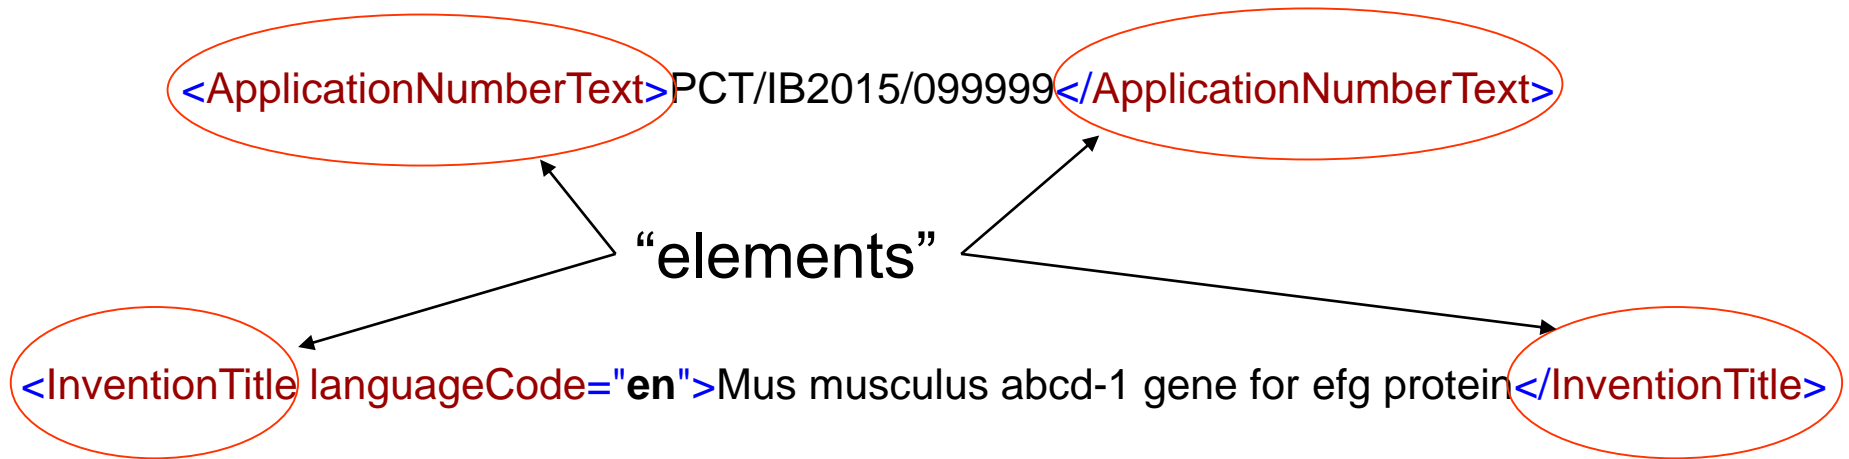 <ApplicationNumberText>PCT/IB2015/099999</ApplicationNumberText>
“elements”
<InventionTitle languageCode="en">Mus musculus abcd-1 gene for efg protein</InventionTitle>